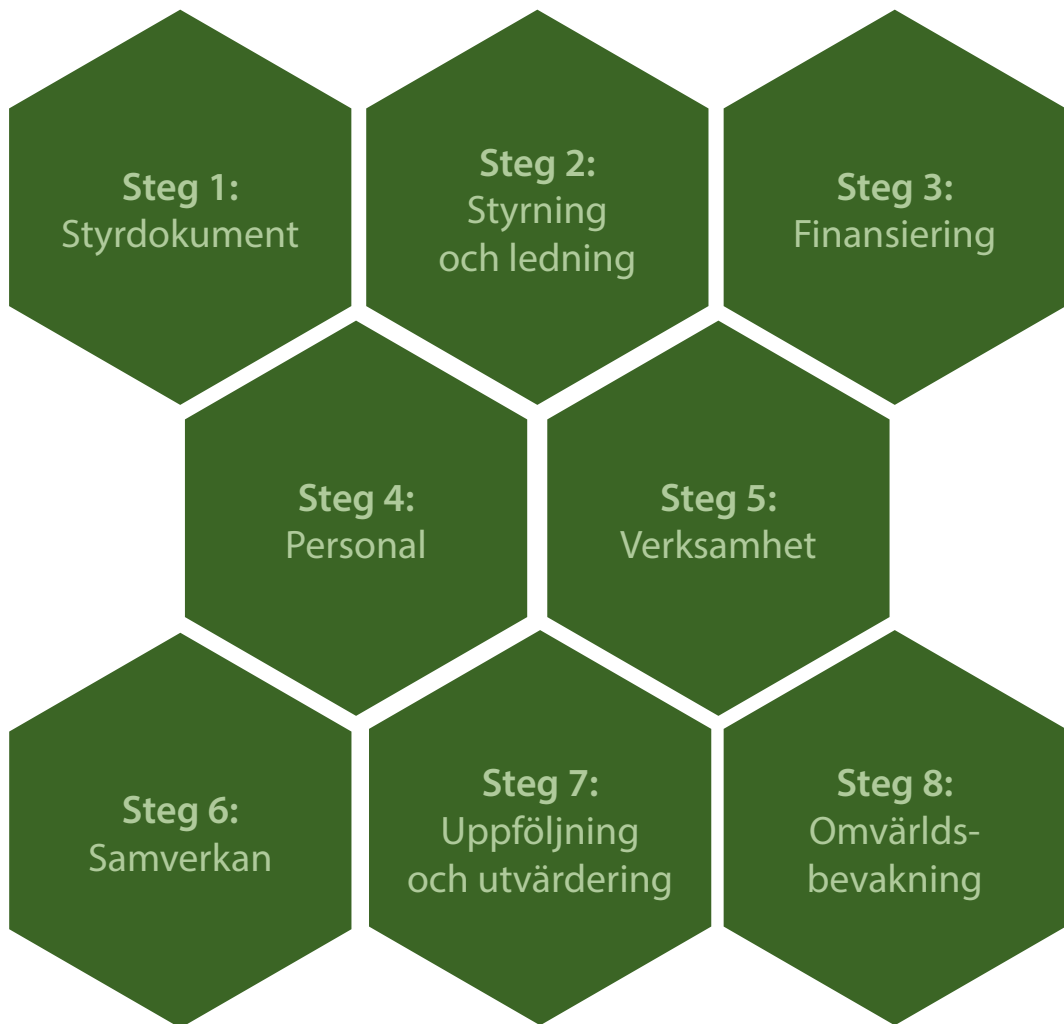 Steg 1:
Styrdokument
Steg 2:
Styrning
och ledning
Steg 3:
Finansiering
Steg 4:
Personal
Steg 5:
Verksamhet
Steg 6:
Samverkan
Steg 7:
Uppföljning
och utvärdering
Steg 8:
Omvärlds-
bevakning